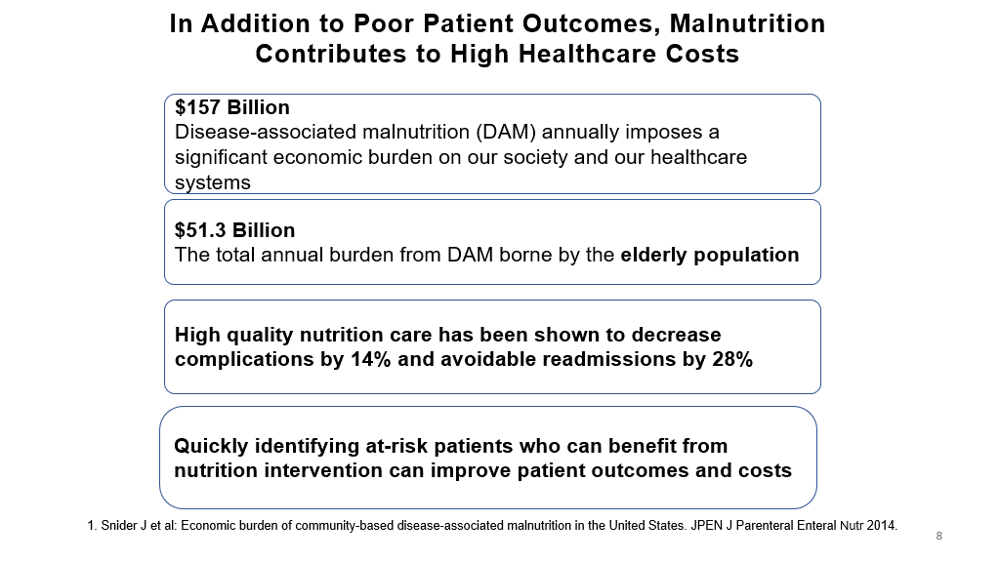 In Addition to Poor Patient Outcomes, Malnutrition
Contributes to High Healthcare Costs
$157 Billion
Disease-associated malnutrition (DAM) annually imposes a
significant economic burden on our society and our healthcare
systems
$51.3 Billion
The total annual burden from DAM borne by the elderly population
High quality nutrition care has been shown to decrease
complications by 14% and avoidable readmissions by 28%
Quickly identifying at-risk patients who can benefit from
nutrition intervention can improve patient outcomes and costs
1. Snider J et al: Economic burden of community-based disease-associated malnutrition in the United States. JPEN J Parenteral Enteral Nutr 2014.
8